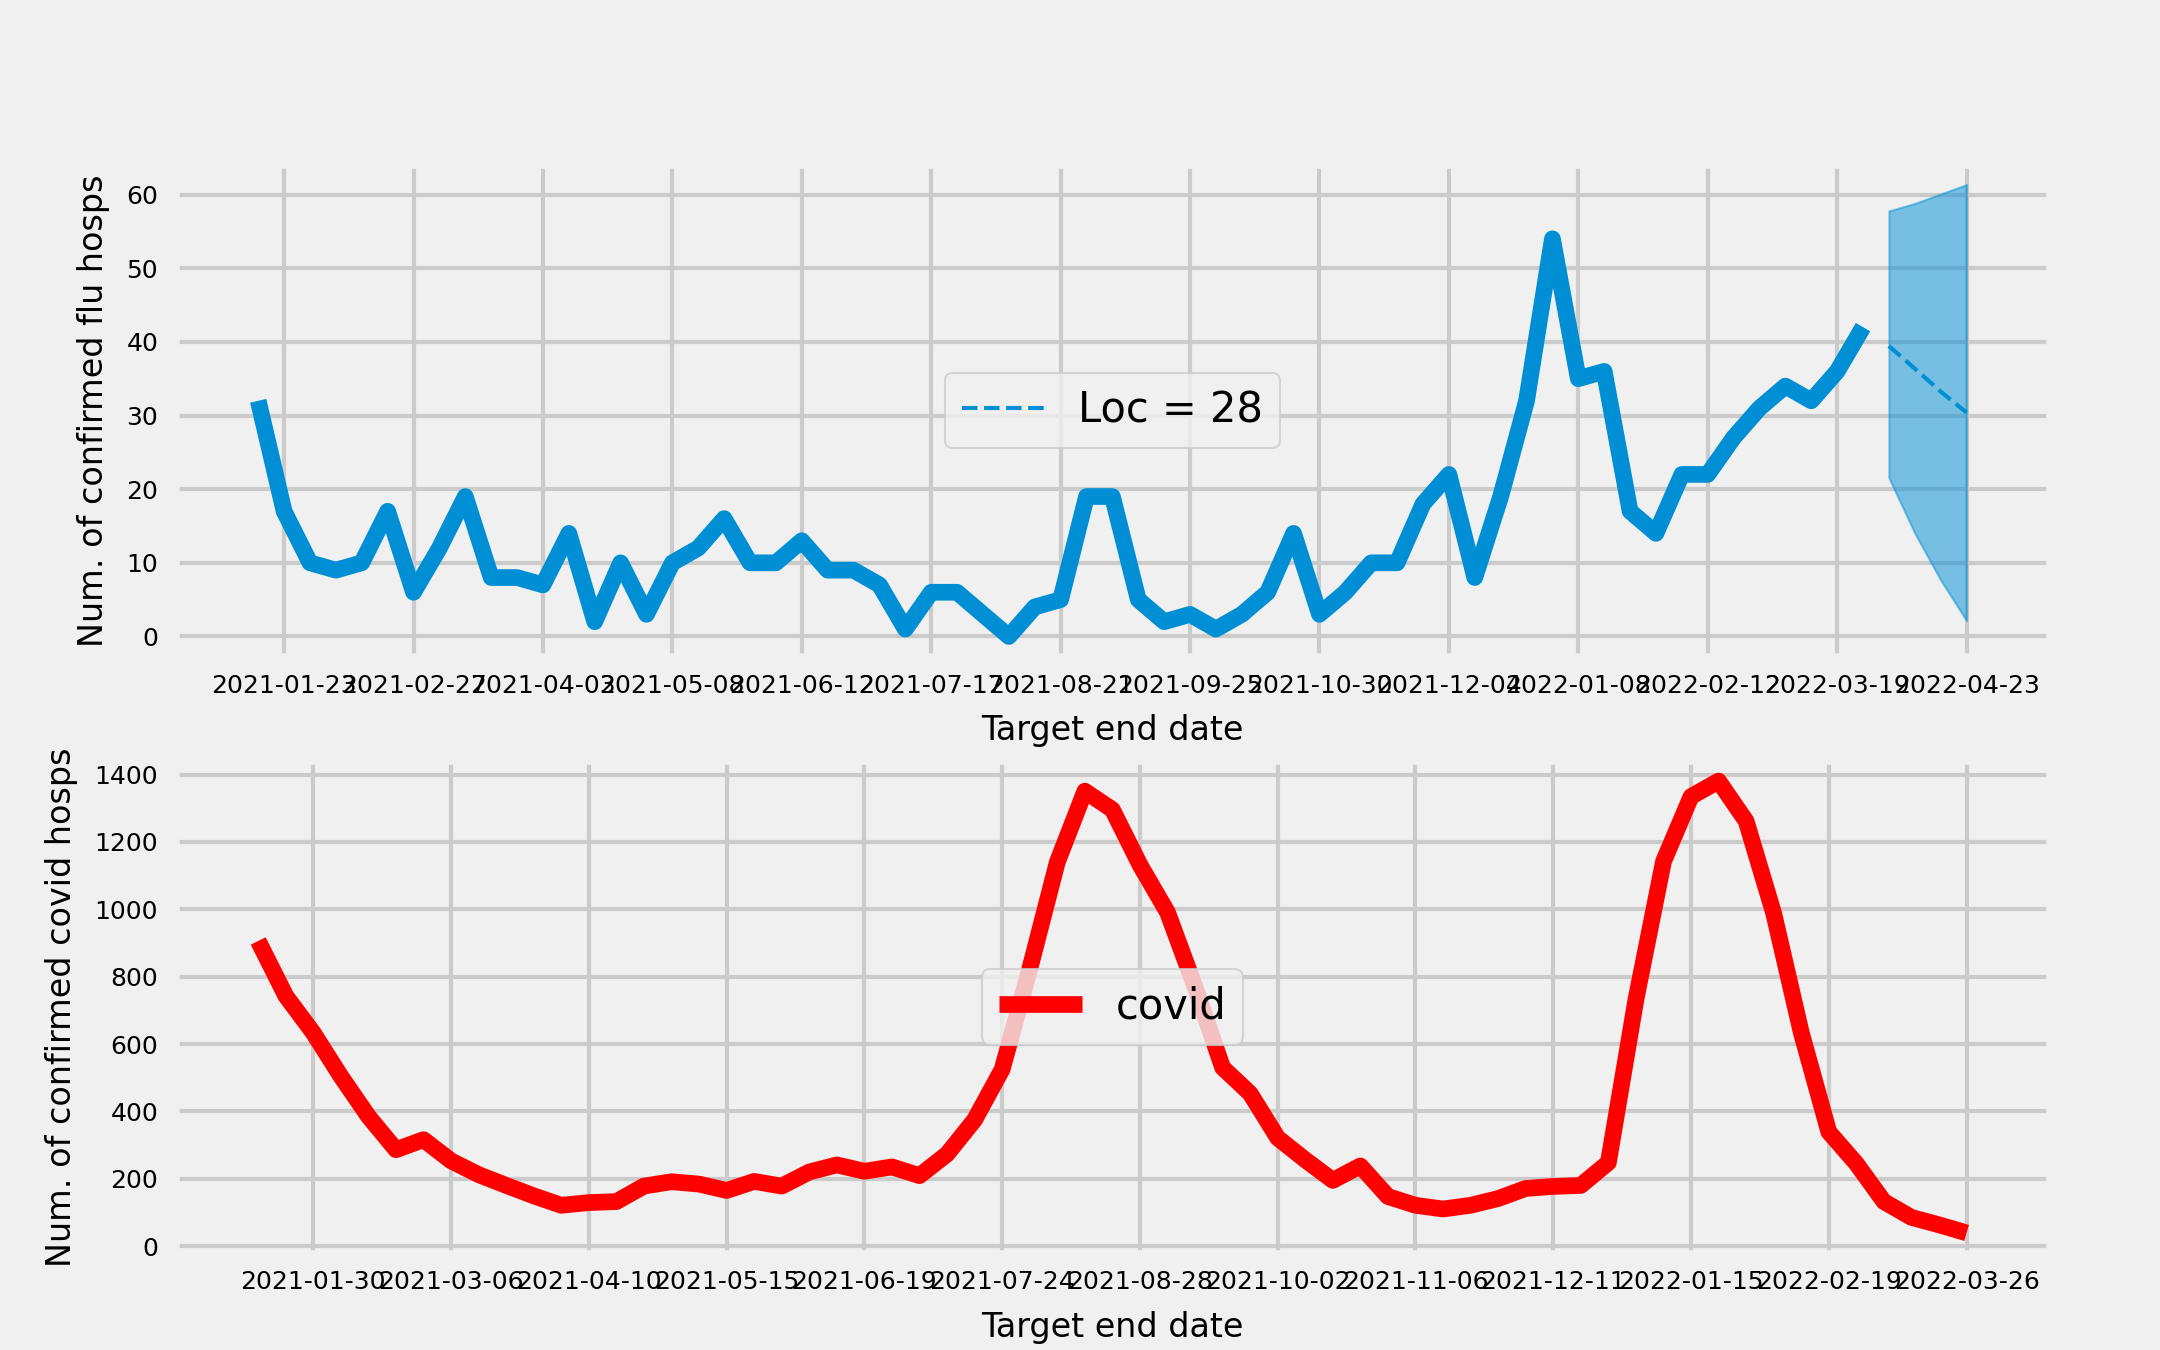 Num. of confirmed flu hosps
60
50
40
30
20
10
0
Loc = 28
2021-01-23 2021-02-27 2021-04-03 2021-05-08 2021-06-12 2021-07-17 2021-08-21 2021-09-25 2021-10-30 2021-12-04 2022-01-08 2022-02-12 2022-03-19 2022-04-23
Target end date
Num. of confirmed covid hosps
1400
1200
1000
800
600
400
200
0
covid
2021-01-30 2021-03-06 2021-04-10 2021-05-15 2021-06-19 2021-07-24 2021-08-28 2021-10-02 2021-11-06 2021-12-11 2022-01-15 2022-02-19 2022-03-26
Target end date